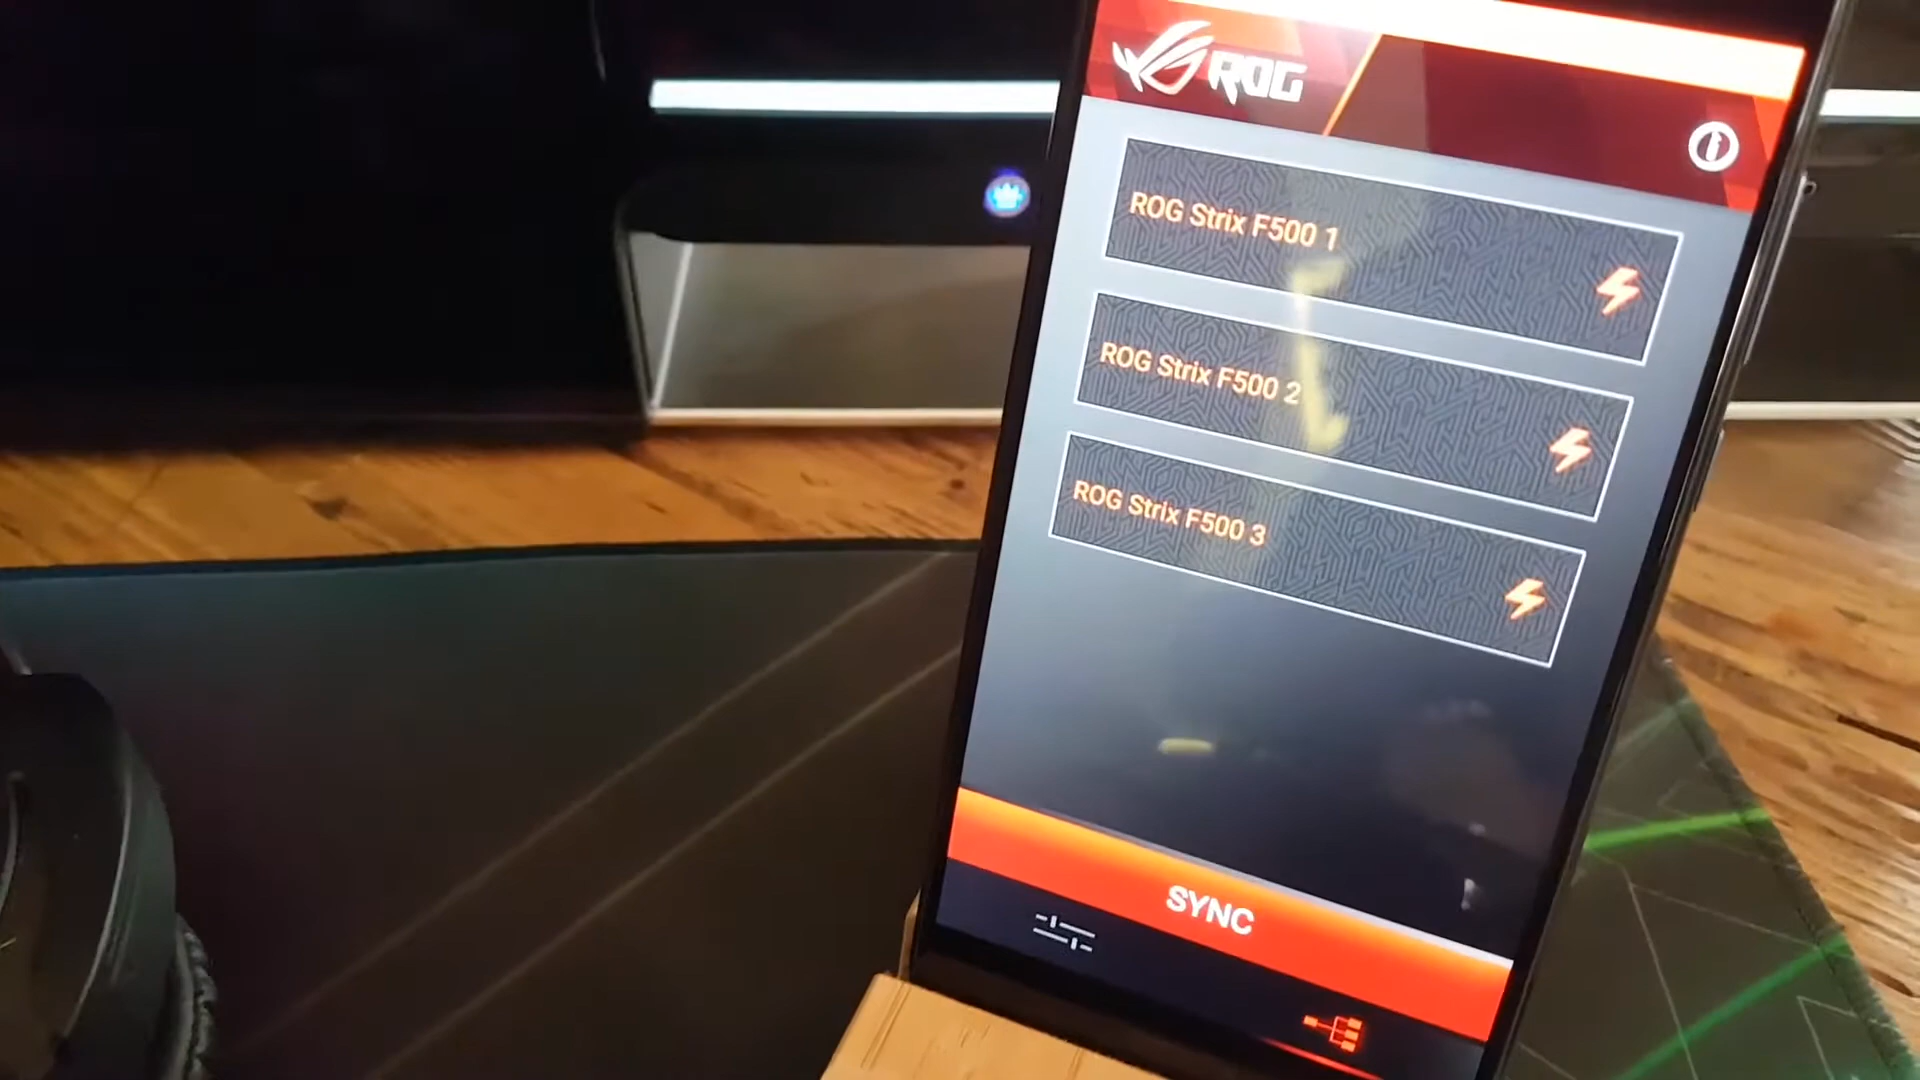 ROG
ROG Strix F500 1
ROG Strix F500 2
ROG Strix F500 3
SYNC